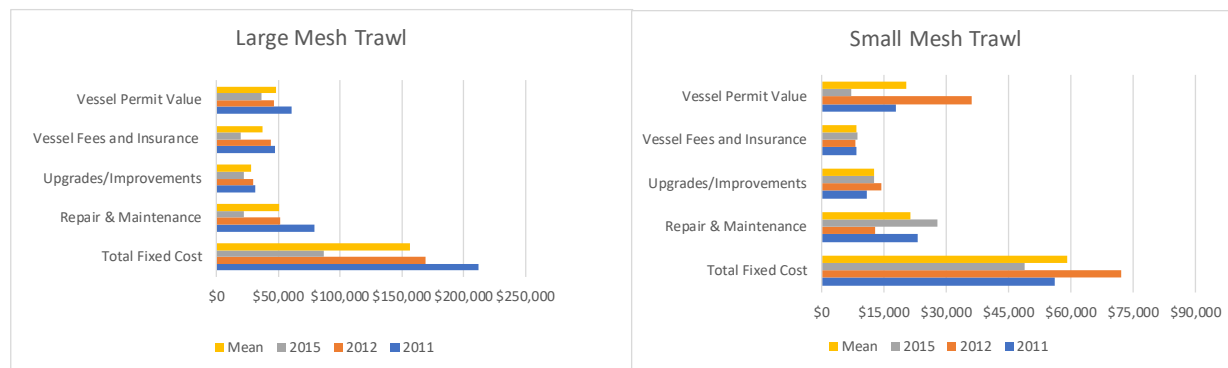 Large Mesh Trawl
Vessel Permit Value
Vessel Fees and Insurance
Upgrades/Improvements
Repair & Maintenance
Total Fixed Cost
$0 $50,000 $100,000 $150,000 $200,000 $250,000
Mean 2015 2012 2011
Small Mesh Trawl
Vessel Permit Value
Vessel Fees and Insurance
Upgrades/Improvements
Repair & Maintenance
Total Fixed Cost
$0 $15,000 $30,000 $45,000 $60,000 $75,000 $90,000
Mean 2015 2012 2011